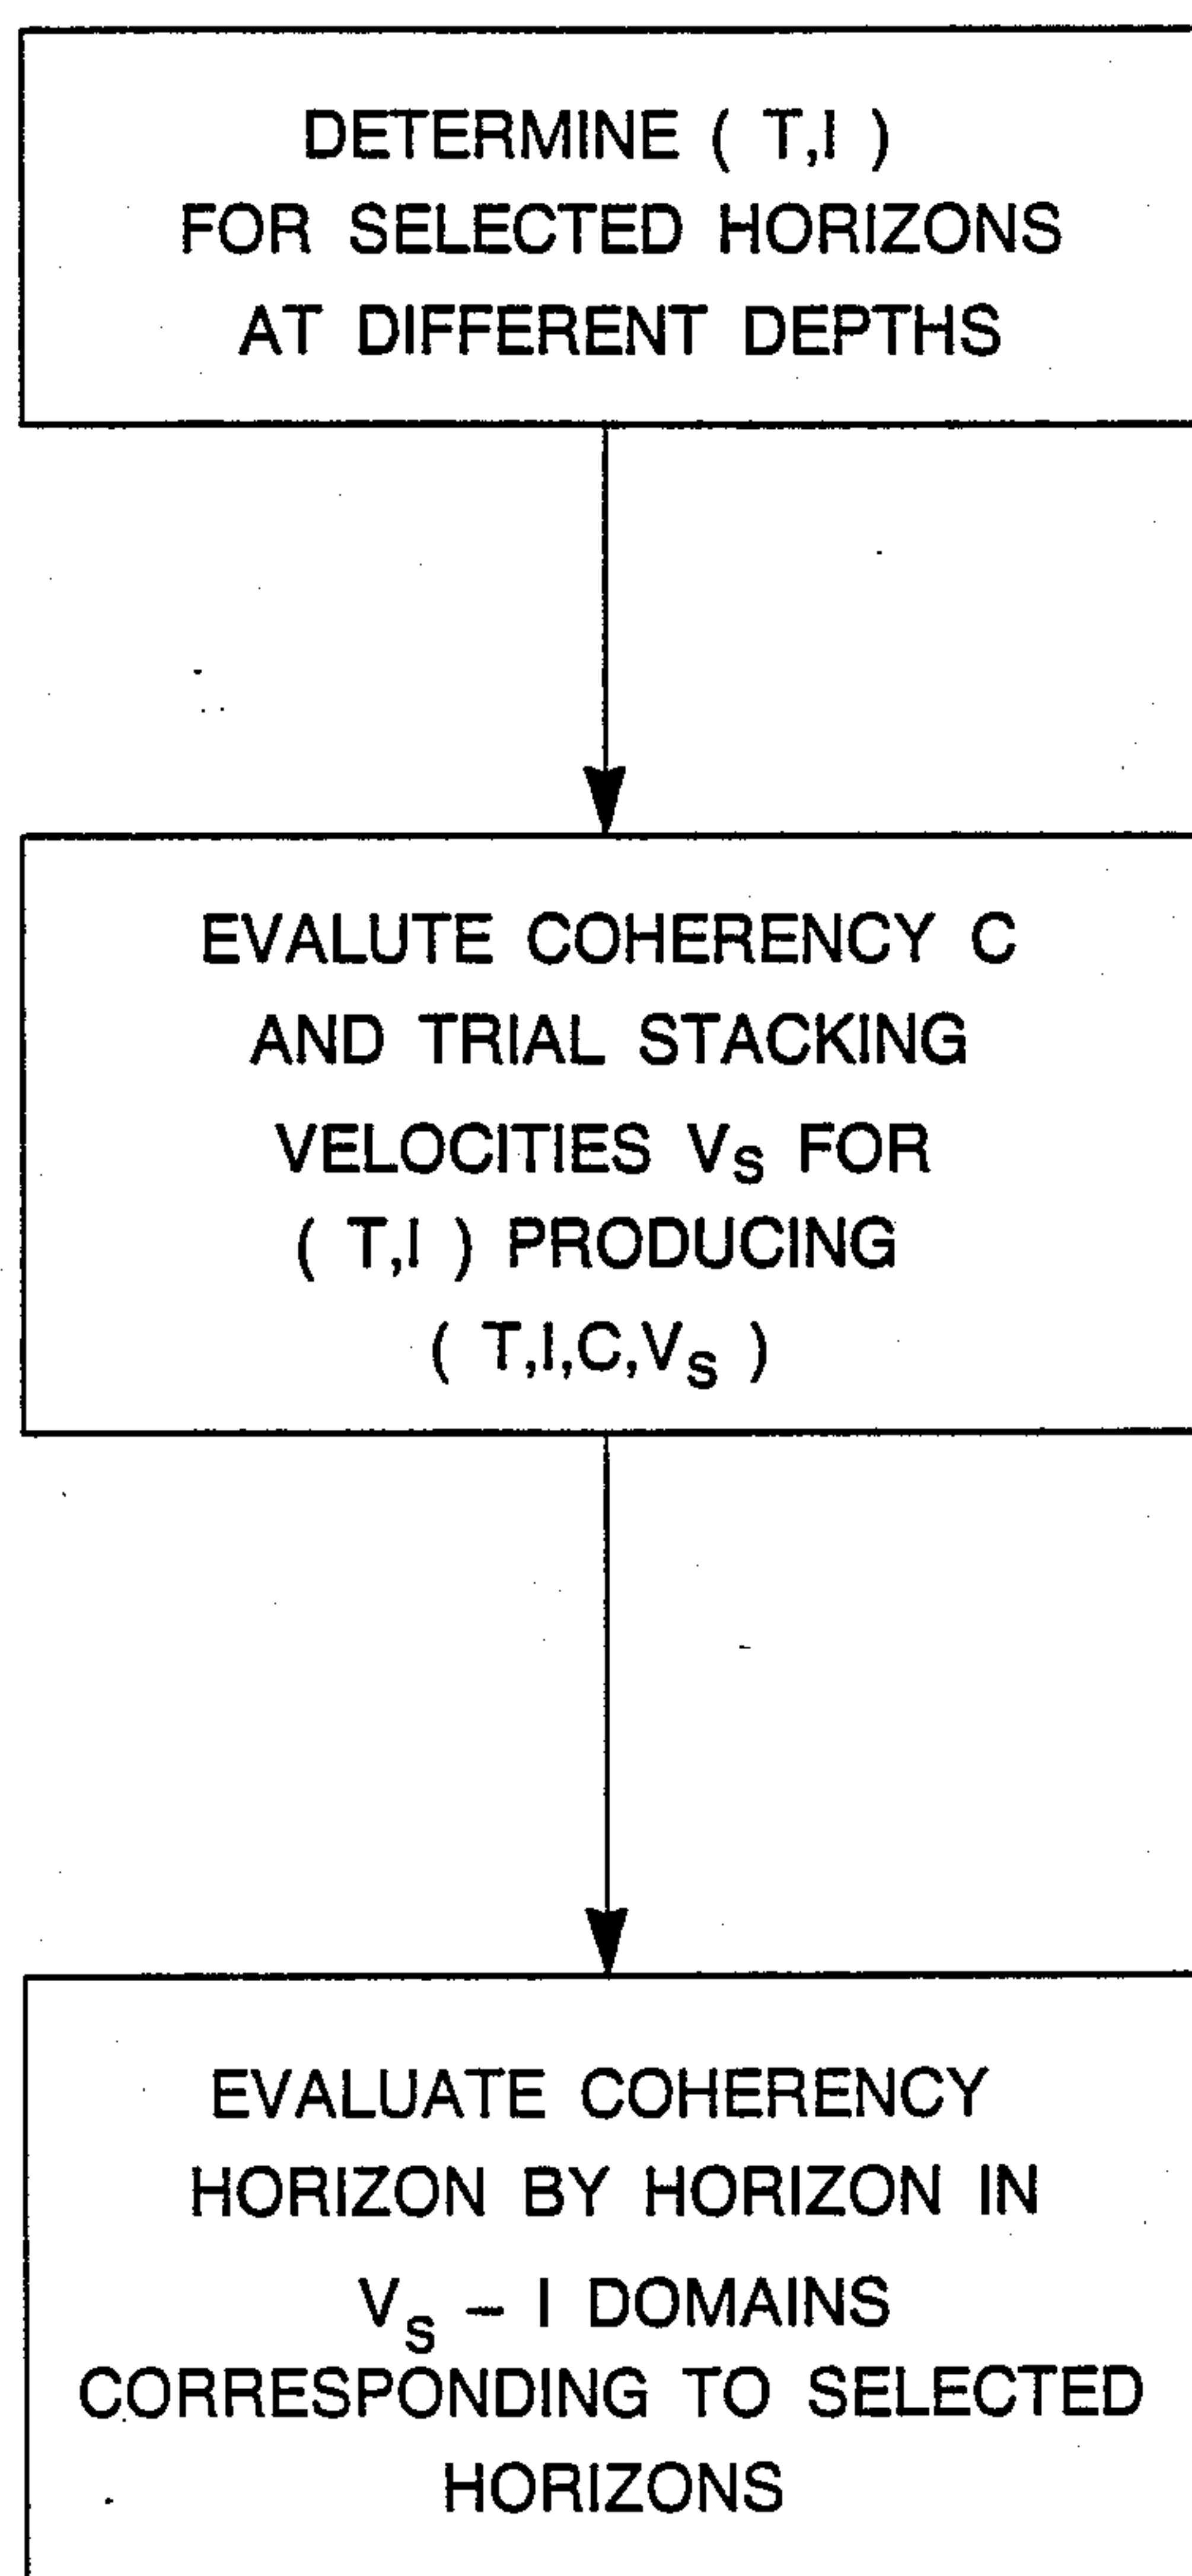 DETERMINE ( T,I )
FOR SELECTED HORIZONS
AT DIFFERENT DEPTHS
EVALUTE COHERENCY C
AND TRIAL STACKING
VELOCITIES VS FOR
( T,I ) PRODUCING
( T,I,C,VS )
EVALUATE COHERENCY
HORIZON BY HORIZON IN
VS – I DOMAINS
CORRESPONDING TO SELECTED
HORIZONS